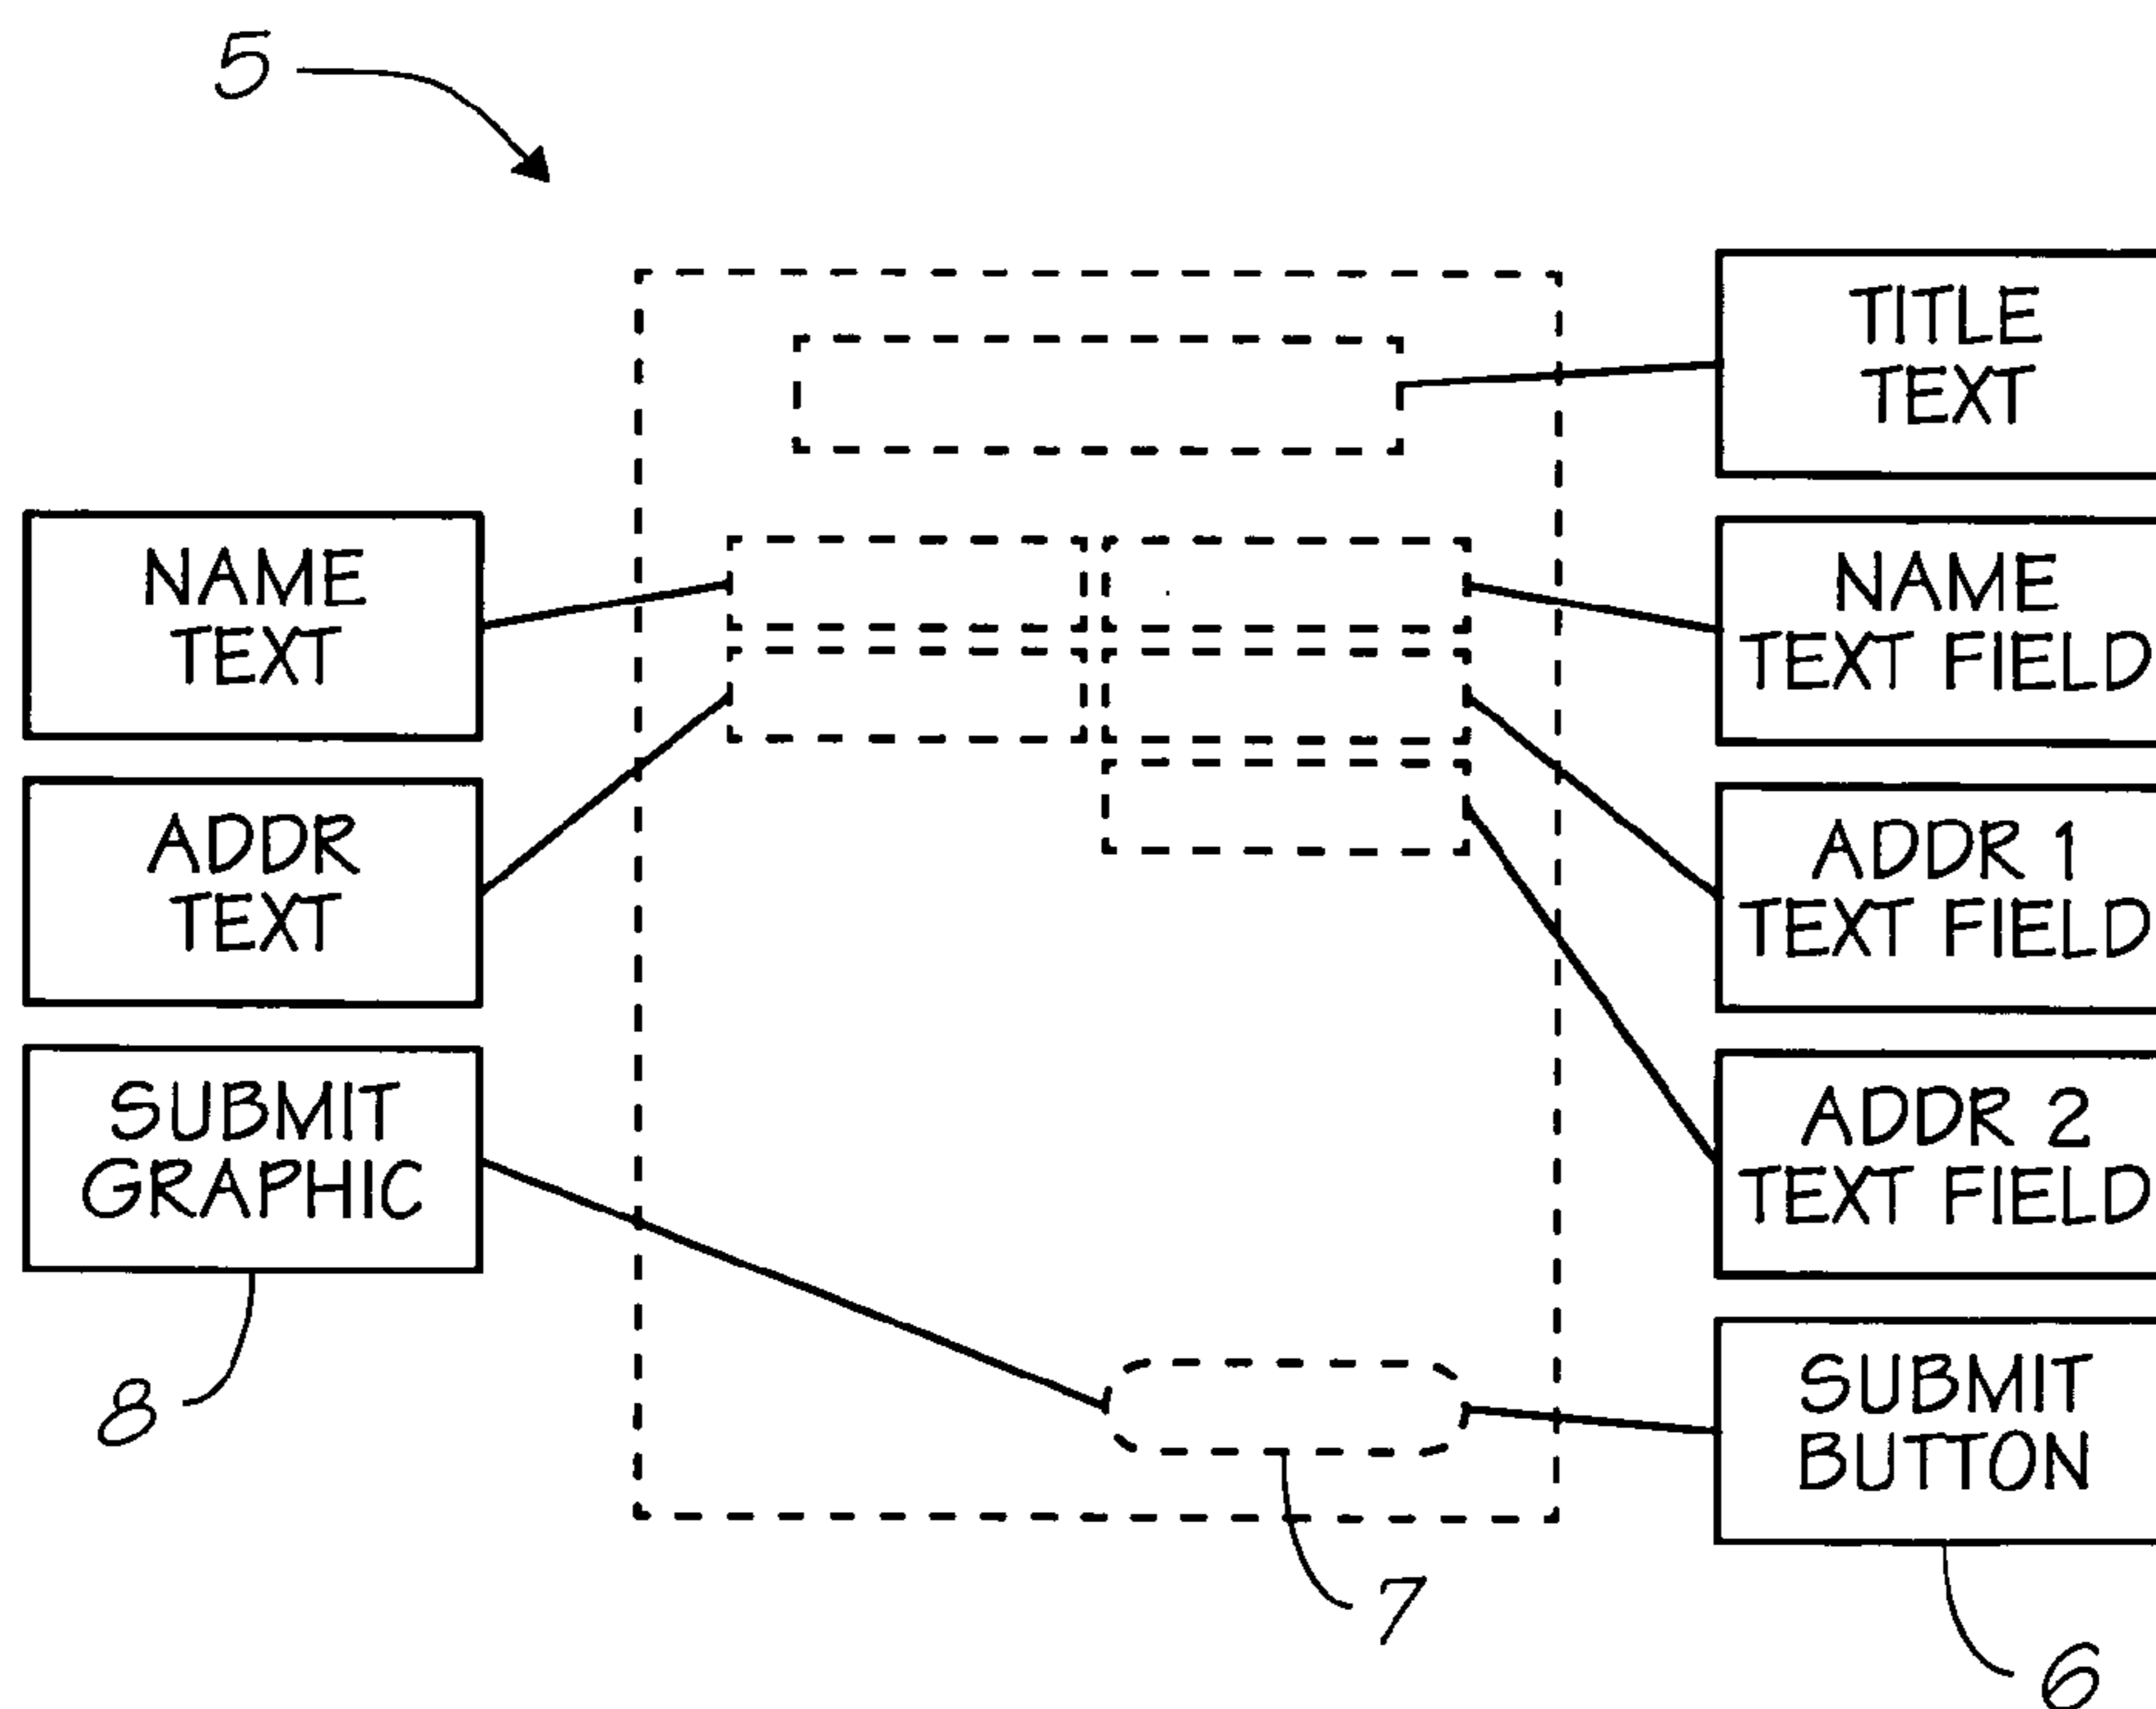 5
TITLE
TEXT
NAME
TEXT
NAME
TEXT FIELD
ADDR
TEXT
ADDR 1
TEXT FIELD
SUBMIT
GRAPHIC
ADDR 2
TEXT FIELD
8
SUBMIT
BUTTON
7
6